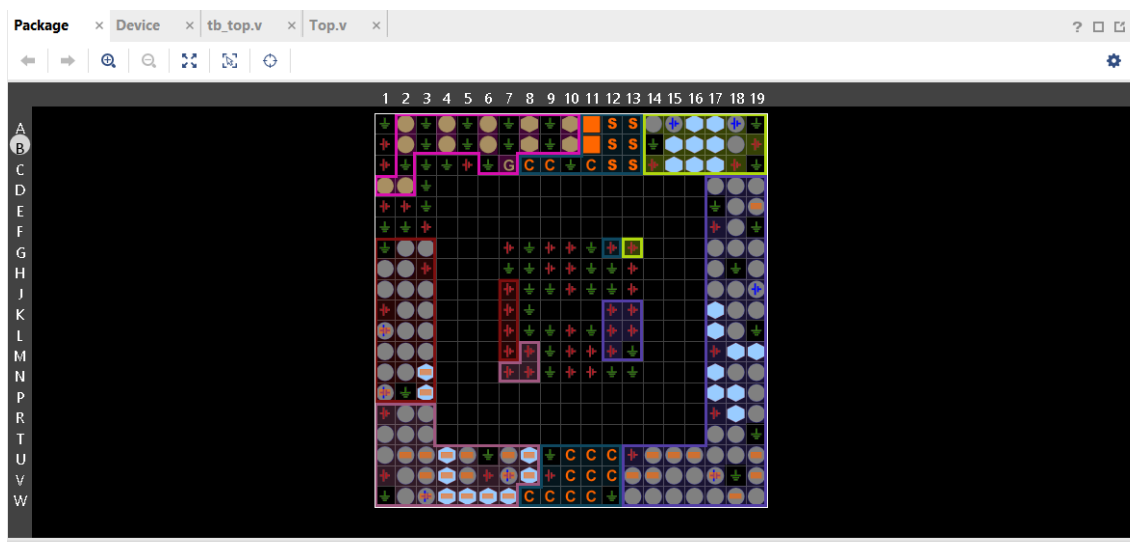 Package × Device × tb_top.v × Top.v × ?
1 2 3 4 5 6 7 8 9 10 11 12 13 14 15 16 17 18 19
A S S
B S S
C G C C C S S
D
E
F
G
H
J
K
L
M
N
P
R
T
U C C C
V C C C
W C C C C